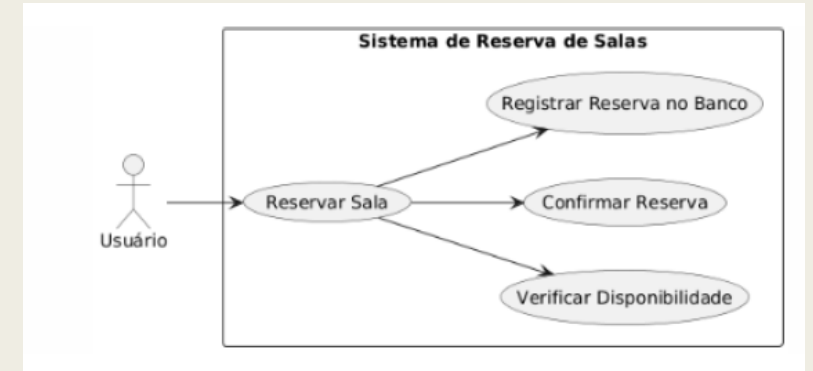 Sistema de Reserva de Salas
Registrar Reserva no Banco
Reservar Sala
Confirmar Reserva
Usuário
Verificar Disponibilidade